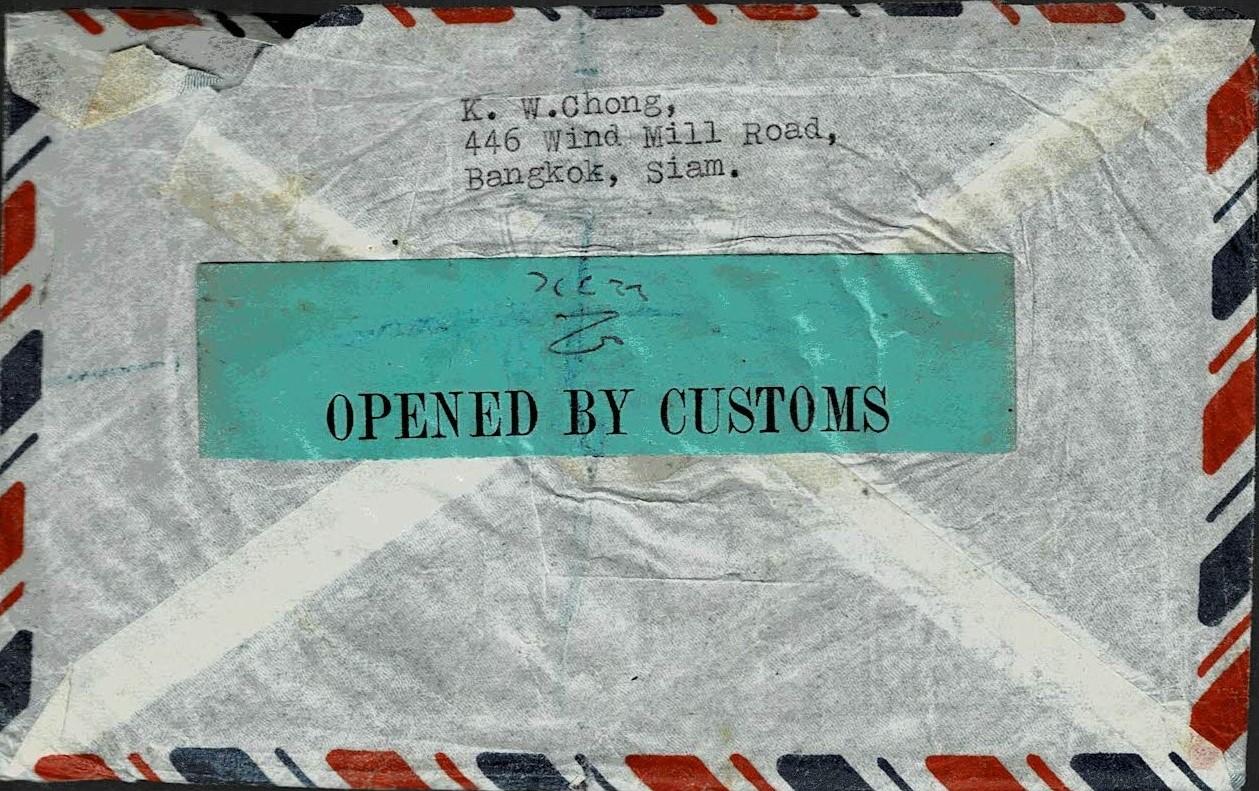 K. W.Chong,
446 Wind Mill Road,
Bangkok, Siam.
OPENED BY CUSTOMS